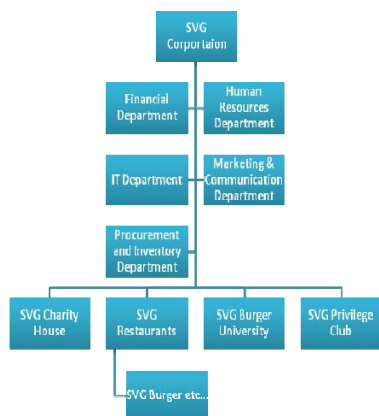 SVG
Corportaion
Financial
Department
Human
Resources
Department
IT Department
Marketing &
Communication
Department
Procurement
and Inventory
Department
SVG Charity
House
SVG
Restaurants
SVG Burger
University
SVG Privilege
Club
SVG Burger etc...